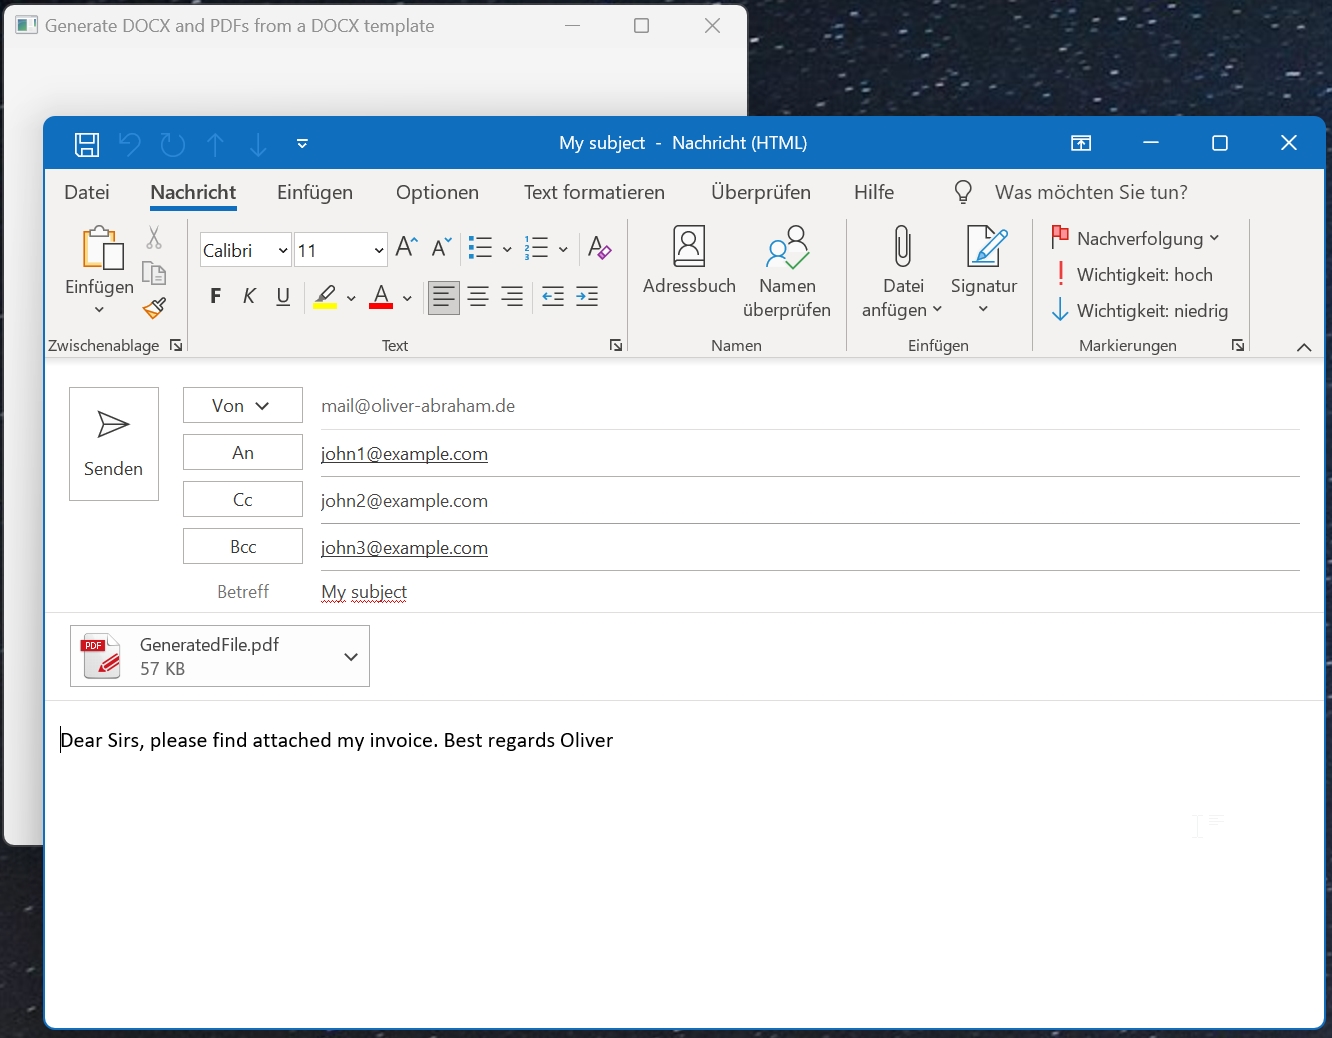 Generate DOCX and PDFs from a DOCX template
My subject - Nachricht (HTML)
Datei Nachricht Einfügen Optionen Text formatieren Überprüfen Hilfe Was möchten Sie tun?
Einfügen
Zwischenablage
Calibri 11
F K U A
Text
Adressbuch
Namen überprüfen
Namen
Datei anfügen
Signatur
Einfügen
Nachverfolgung
Wichtigkeit: hoch
Wichtigkeit: niedrig
Markierungen
Senden
Von mail@oliver-abraham.de
An john1@example.com
Cc john2@example.com
Bcc john3@example.com
Betreff My subject
PDF
GeneratedFile.pdf
57 KB
Dear Sirs, please find attached my invoice. Best regards Oliver